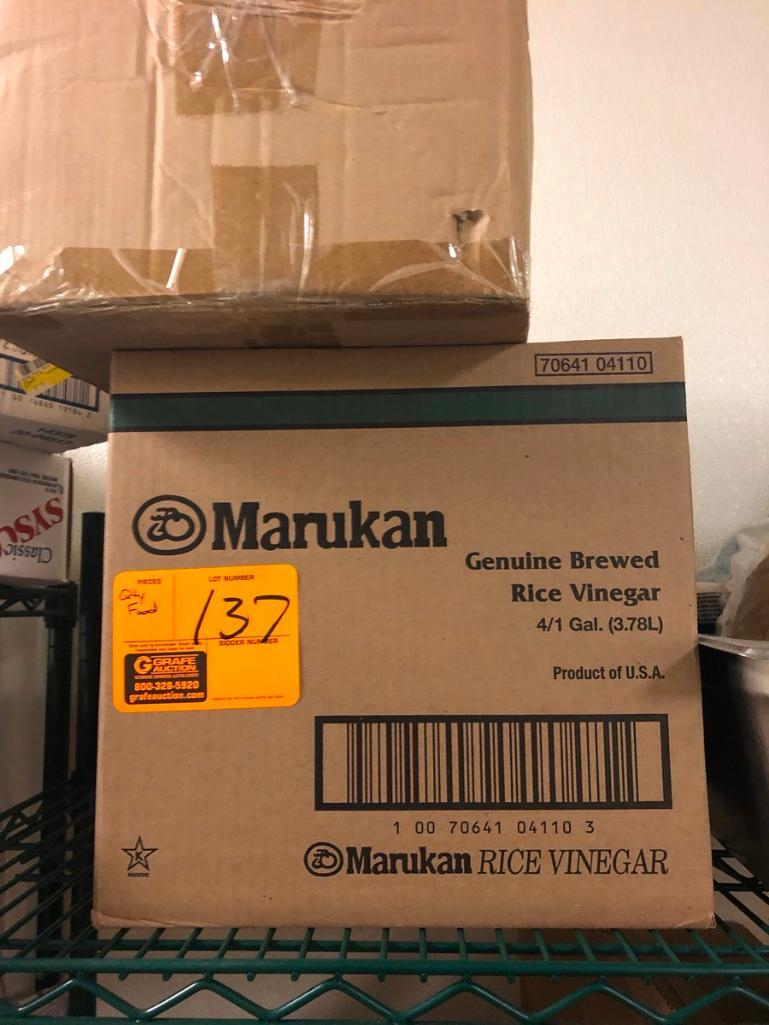 70641 04110
Marukan
Genuine Brewed
Rice Vinegar
4/1 Gal. (3.78L)
Product of U.S.A.
PIECES
LOT NUMBER
Qty
Food
137
BIDDER NUMBER
GRAFE
AUCTION
800-328-5920
grafeauction.com
1 00 70641 04110 3
K
PAREVE
Marukan RICE VINEGAR
Classic
SYSCO